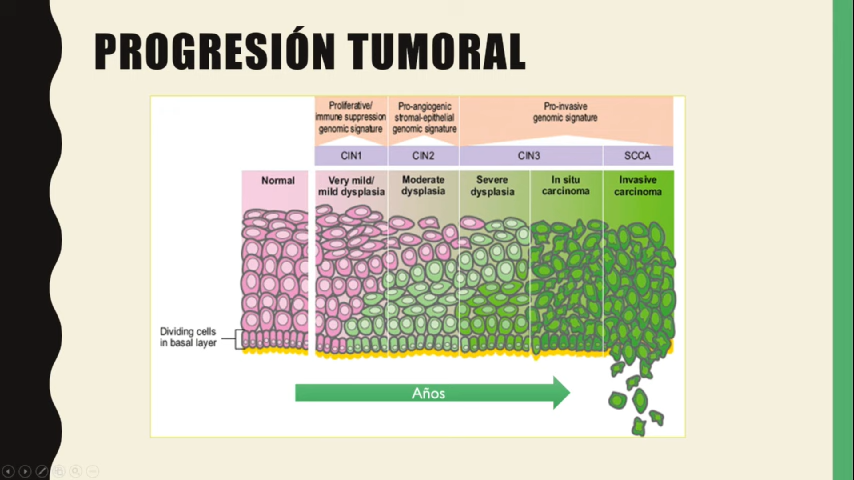 PROGRESIÓN TUMORAL
Proliferative/
immune suppression
genomic signature
Pro-angiogenic
stromal-epithelial
genomic signature
Pro-invasive
genomic signature
CIN1
CIN2
CIN3
SCCA
Normal
Very mild/
mild dysplasia
Moderate
dysplasia
Severe
dysplasia
In situ
carcinoma
Invasive
carcinoma
Dividing cells
in basal layer
Años